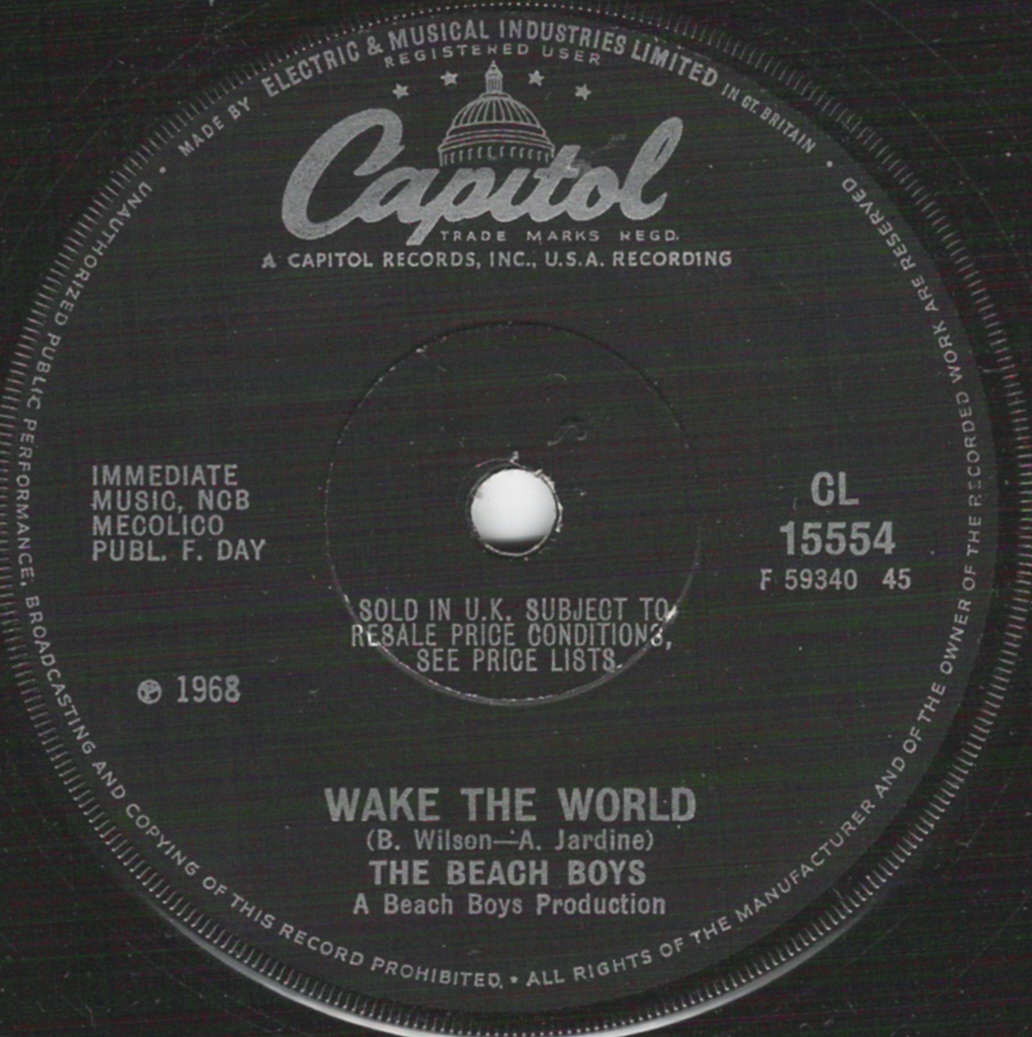 MADE BY ELECTRIC & MUSICAL INDUSTRIES LIMITED IN GT. BRITAIN •
REGISTERED USER
Capitol
TRADE MARKS REGD.
A CAPITOL RECORDS, INC., U.S.A. RECORDING
IMMEDIATE
MUSIC, NCB
MECOLICO
PUBL. F. DAY
CL
15554
F 59340 45
SOLD IN U.K. SUBJECT TO
RESALE PRICE CONDITIONS,
SEE PRICE LISTS.
℗ 1968
WAKE THE WORLD
(B. Wilson—A. Jardine)
THE BEACH BOYS
A Beach Boys Production
UNAUTHORIZED PUBLIC PERFORMANCE, BROADCASTING AND COPYING OF THIS RECORD PROHIBITED. • ALL RIGHTS OF THE MANUFACTURER AND OF THE OWNER OF THE RECORDED WORK ARE RESERVED •